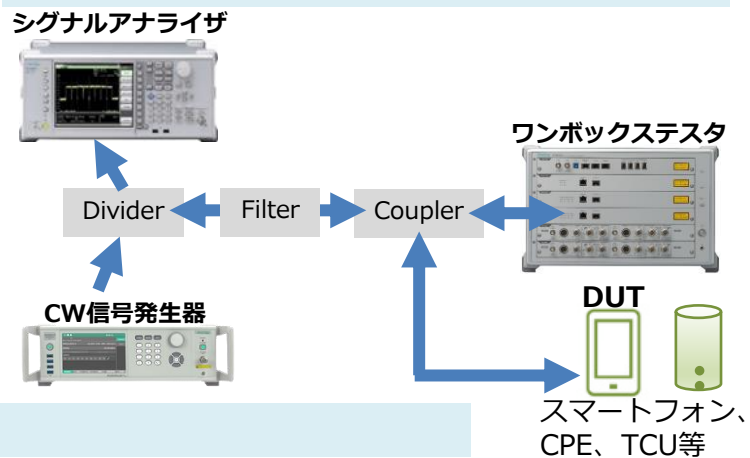 シグナルアナライザ
ワンボックステスタ
Divider
Filter
Coupler
CW信号発生器
DUT
スマートフォン、
CPE、TCU等